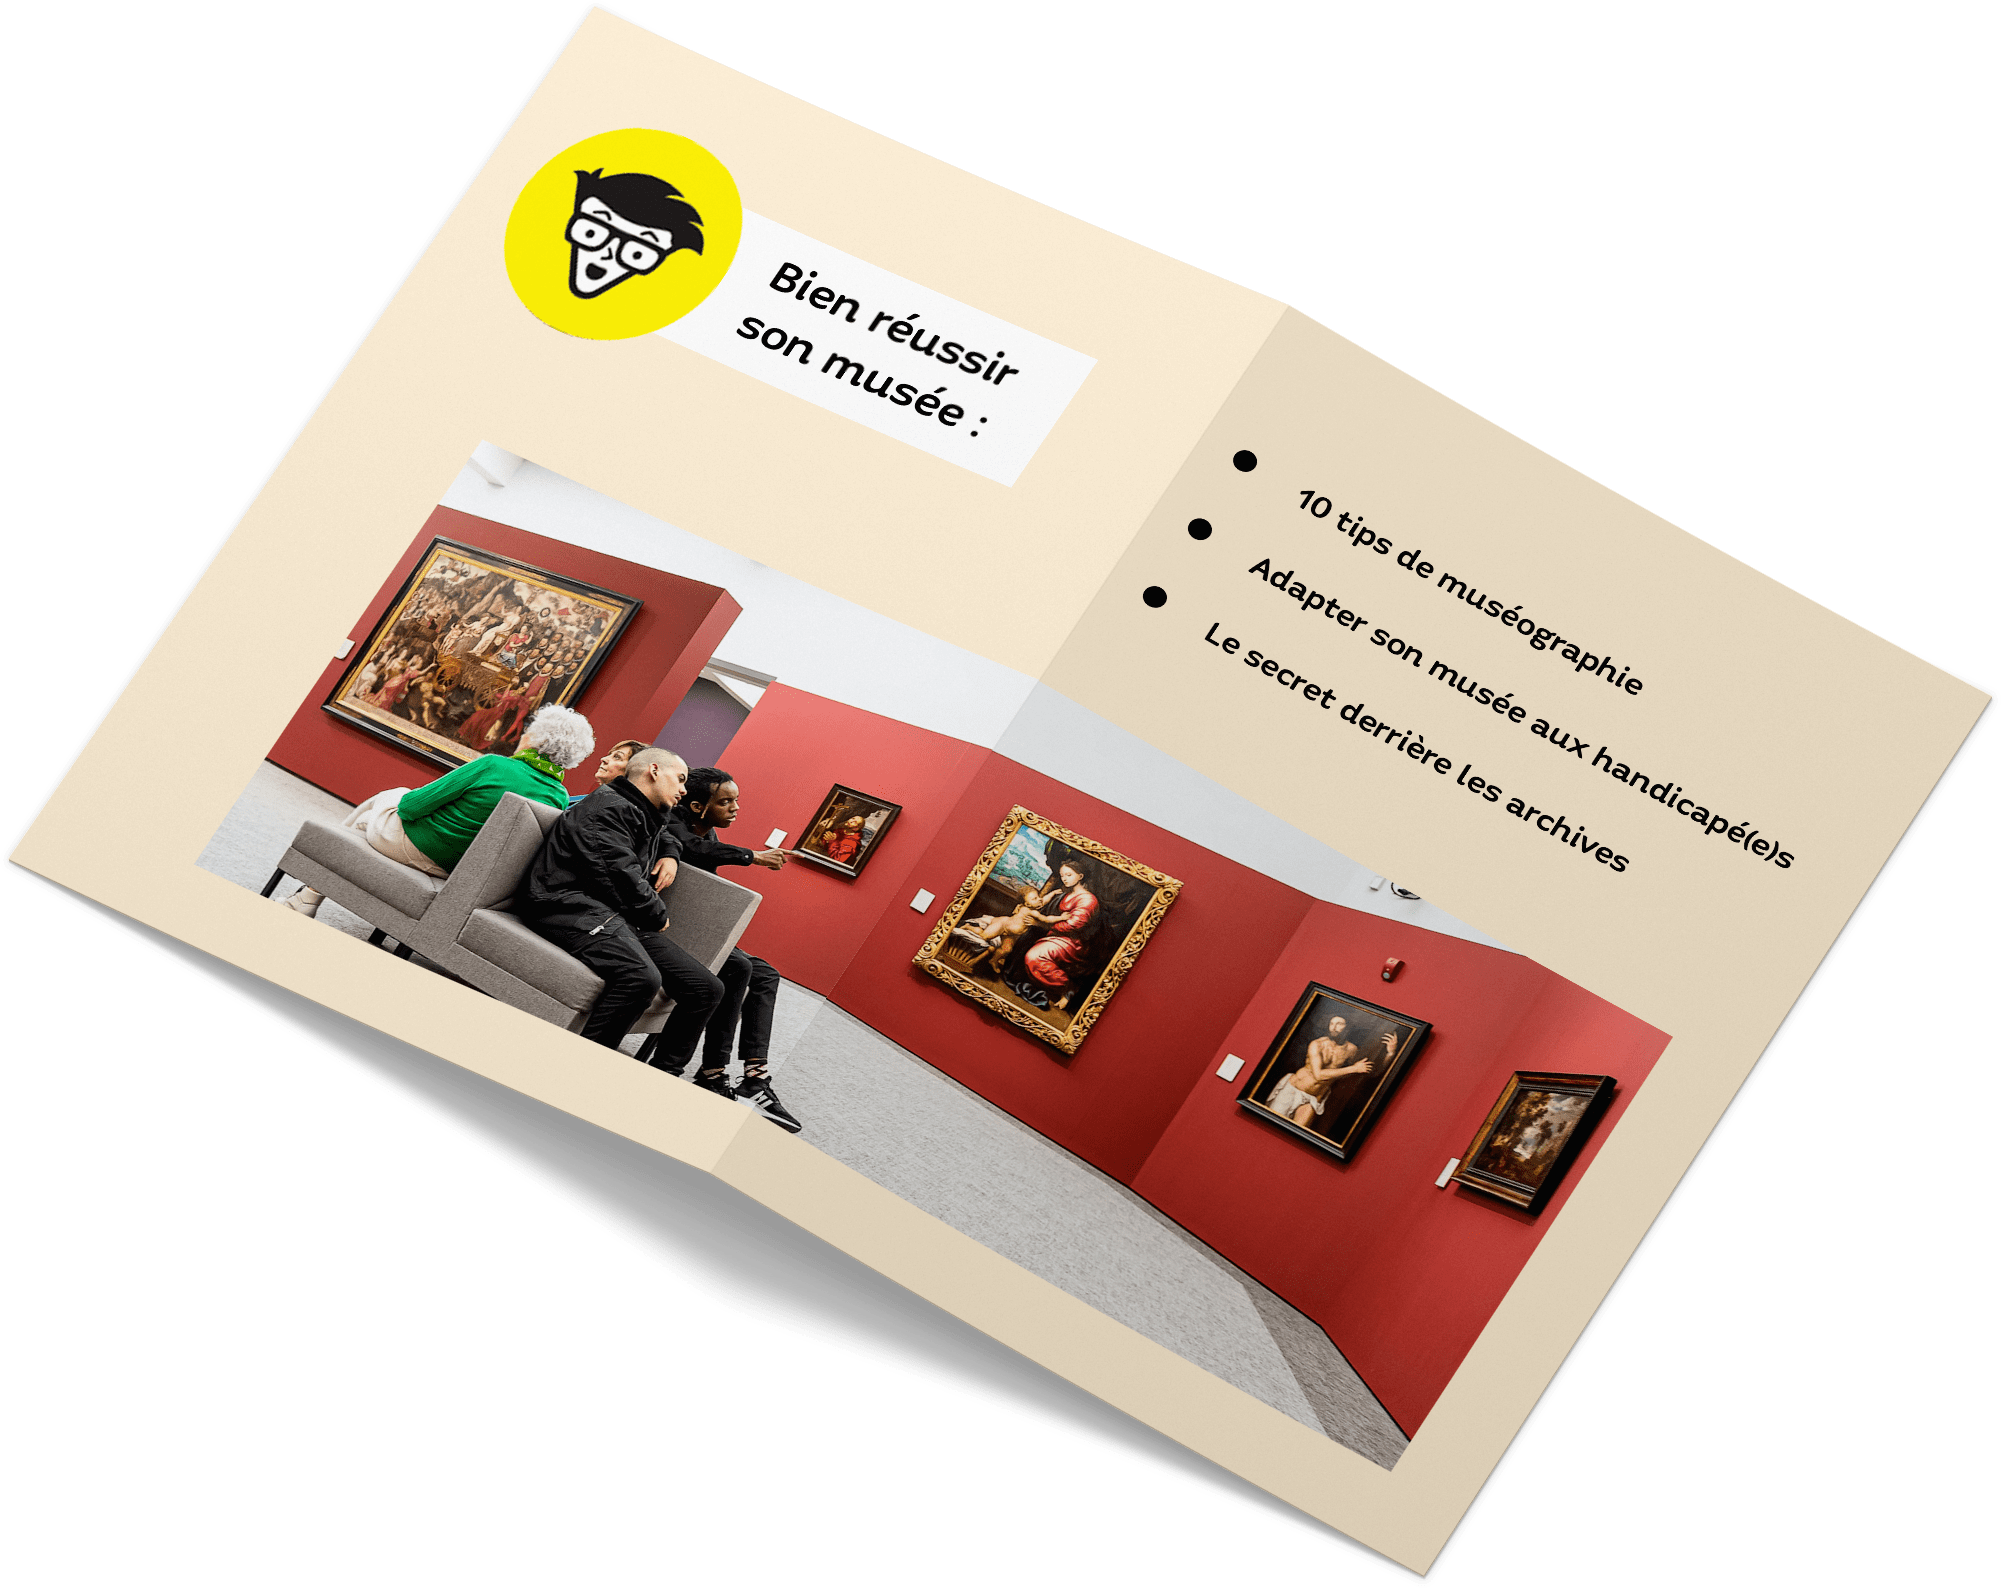 Bien réussir
son musée :
10 tips de muséographie
Adapter son musée aux handicapé(e)s
Le secret derrière les archives